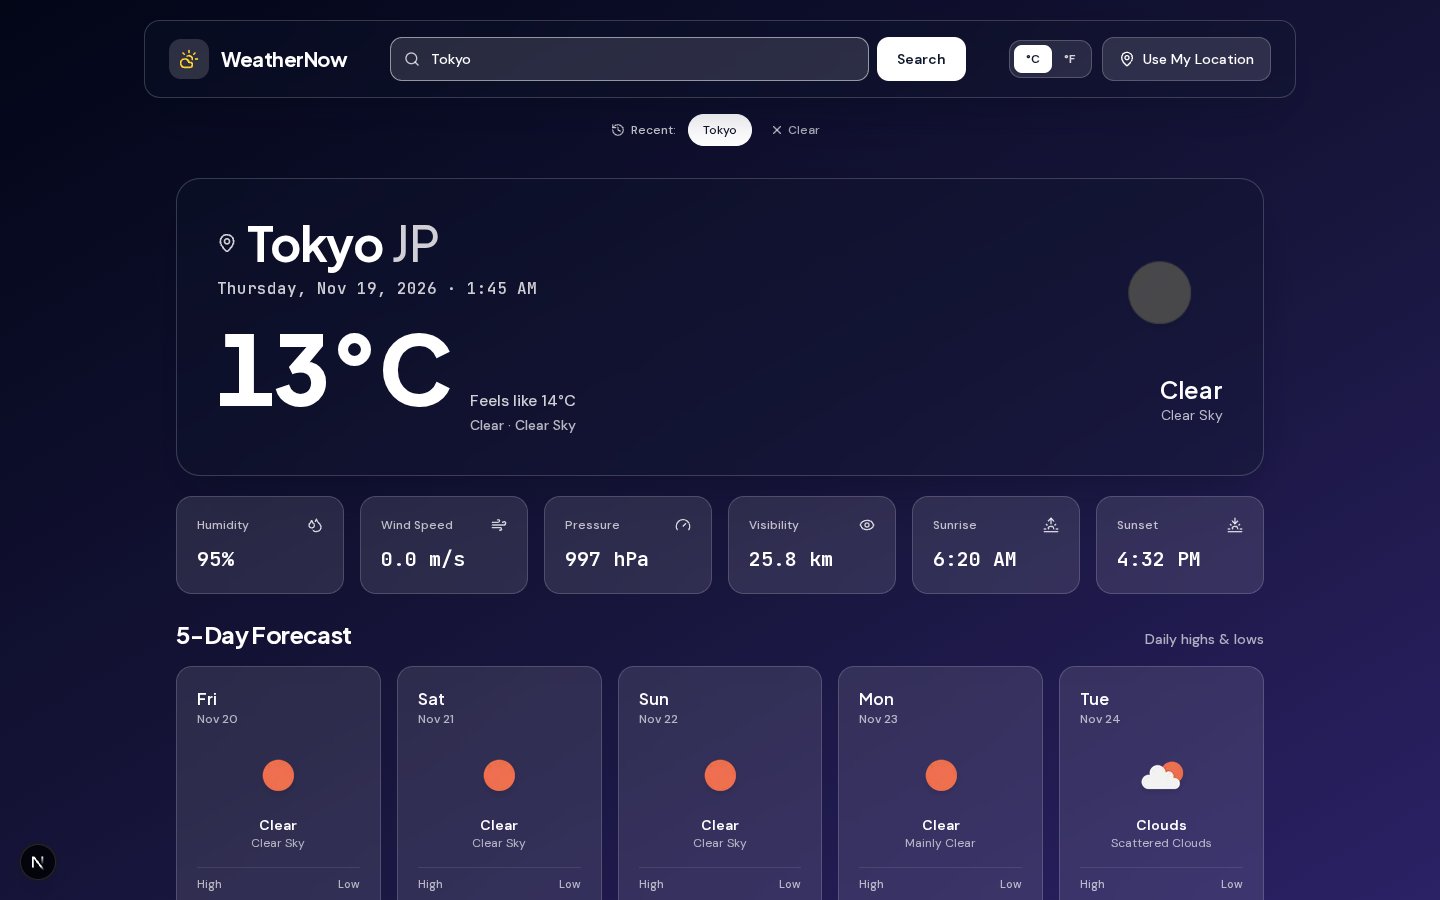 WeatherNow
Tokyo
Search
°C
°F
Use My Location
Recent:
Tokyo
Clear
Tokyo JP
Thursday, Nov 19, 2026 · 1:45 AM
13°C
Feels like 14°C
Clear · Clear Sky
Clear
Clear Sky
Humidity
95%
Wind Speed
0.0 m/s
Pressure
997 hPa
Visibility
25.8 km
Sunrise
6:20 AM
Sunset
4:32 PM
5-Day Forecast
Daily highs & lows
Fri
Nov 20
Clear
Clear Sky
High
Low
Sat
Nov 21
Clear
Clear Sky
High
Low
Sun
Nov 22
Clear
Clear Sky
High
Low
Mon
Nov 23
Clear
Mainly Clear
High
Low
Tue
Nov 24
Clouds
Scattered Clouds
High
Low
N